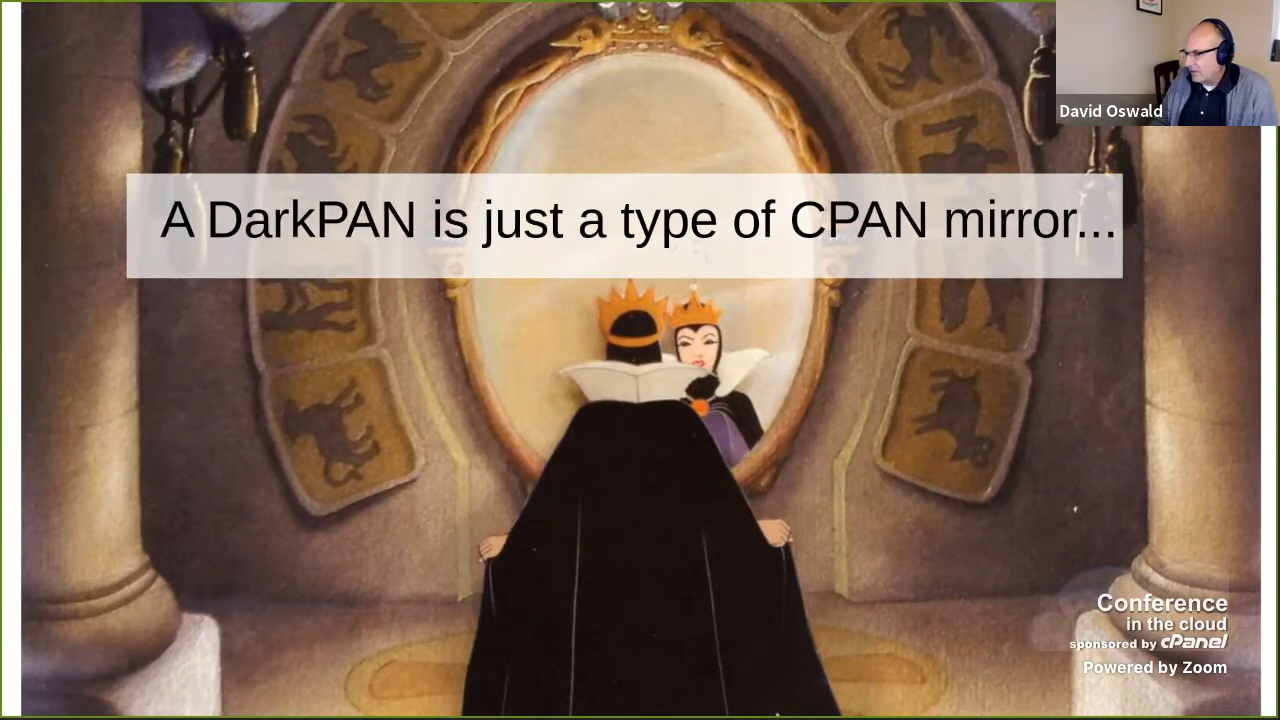 David Oswald
A DarkPAN is just a type of CPAN mirror...
Conference
in the cloud
sponsored by cPanel
Powered by Zoom